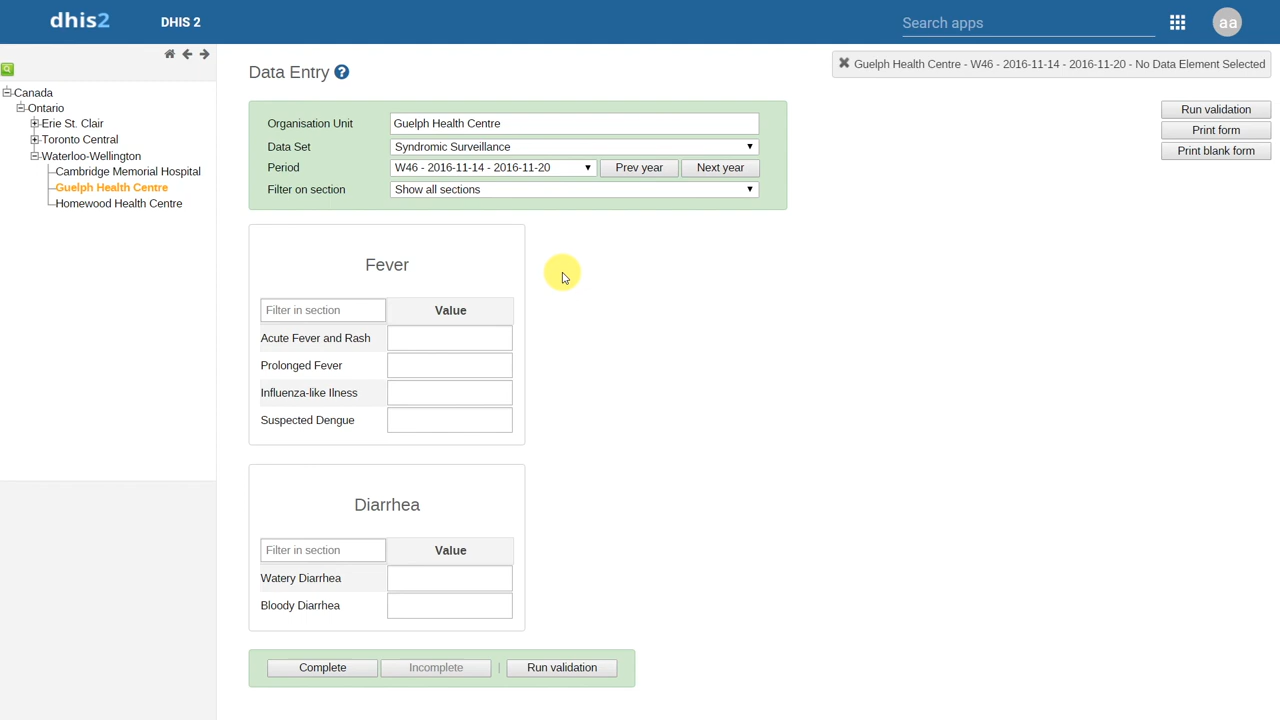 dhis2
DHIS 2
Search apps
aa
Guelph Health Centre - W46 - 2016-11-14 - 2016-11-20 - No Data Element Selected
Canada
Ontario
Erie St. Clair
Toronto Central
Waterloo-Wellington
Cambridge Memorial Hospital
Guelph Health Centre
Homewood Health Centre
Data Entry ?
Organisation Unit Guelph Health Centre
Data Set Syndromic Surveillance
Period W46 - 2016-11-14 - 2016-11-20 Prev year Next year
Filter on section Show all sections
Run validation
Print form
Print blank form
Fever
Filter in section Value
Acute Fever and Rash
Prolonged Fever
Influenza-like Ilness
Suspected Dengue
Diarrhea
Filter in section Value
Watery Diarrhea
Bloody Diarrhea
Complete Incomplete | Run validation